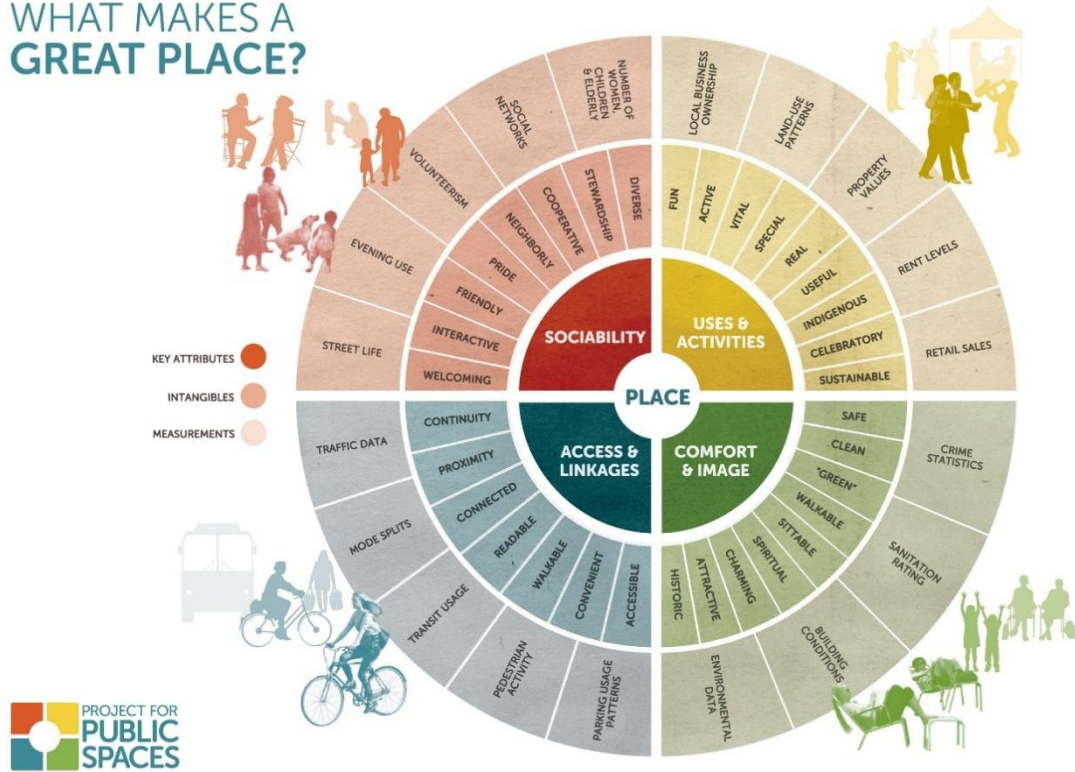 WHAT MAKES A
GREAT PLACE?
NUMBER OF
WOMEN,
CHILDREN
& ELDERLY
SOCIAL
NETWORKS
VOLUNTEERISM
EVENING USE
STREET LIFE
LOCAL BUSINESS
OWNERSHIP
LAND-USE
PATTERNS
PROPERTY
VALUES
RENT LEVELS
RETAIL SALES
DIVERSE
STEWARDSHIP
COOPERATIVE
NEIGHBORLY
PRIDE
FRIENDLY
INTERACTIVE
WELCOMING
FUN
ACTIVE
VITAL
SPECIAL
REAL
USEFUL
INDIGENOUS
CELEBRATORY
SUSTAINABLE
SOCIABILITY
USES &
ACTIVITIES
PLACE
ACCESS &
LINKAGES
COMFORT
& IMAGE
KEY ATTRIBUTES
INTANGIBLES
MEASUREMENTS
CONTINUITY
PROXIMITY
CONNECTED
READABLE
WALKABLE
CONVENIENT
ACCESSIBLE
SAFE
CLEAN
"GREEN"
WALKABLE
SITTABLE
SPIRITUAL
CHARMING
ATTRACTIVE
HISTORIC
TRAFFIC DATA
MODE SPLITS
TRANSIT USAGE
PEDESTRIAN
ACTIVITY
PARKING USAGE
PATTERNS
CRIME
STATISTICS
SANITATION
RATING
BUILDING
CONDITIONS
ENVIRONMENTAL
DATA
PROJECT FOR
PUBLIC
SPACES